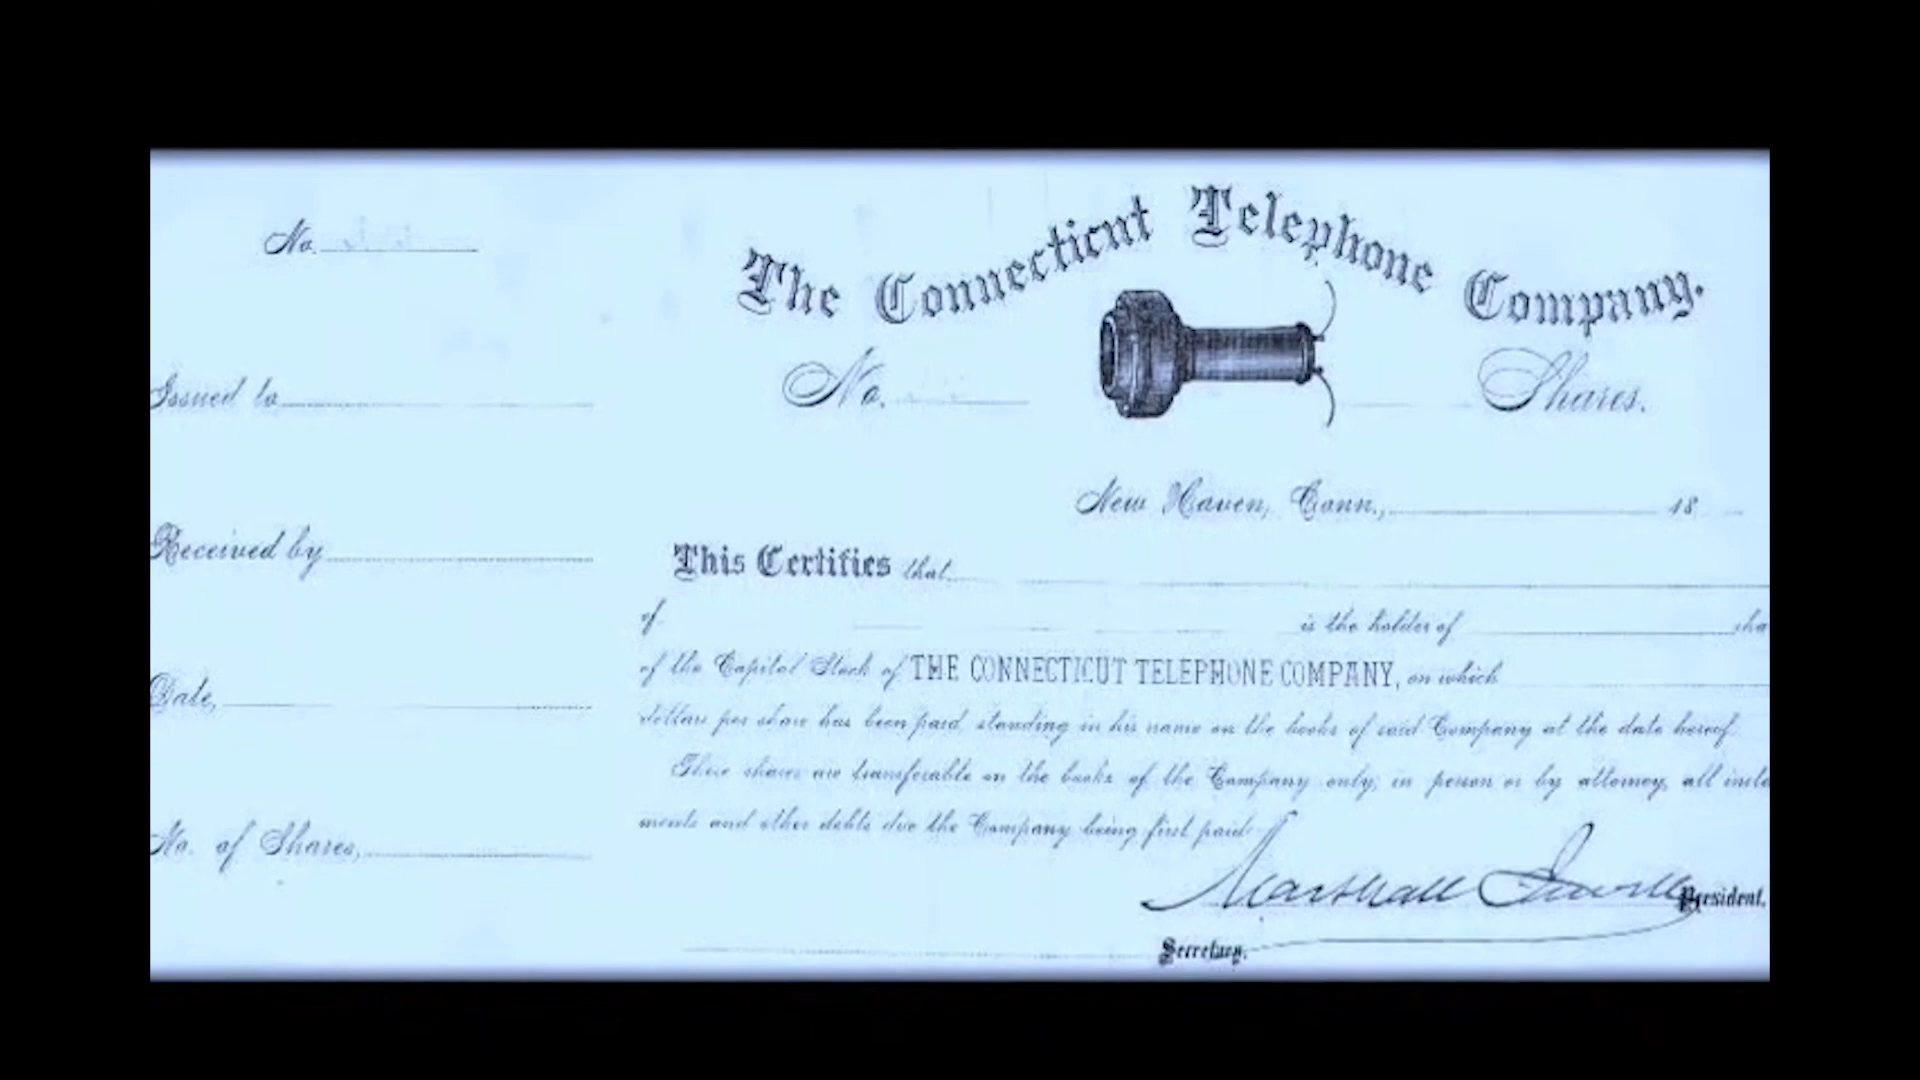 No.
Issued to
Received by
Date,
No. of Shares,
The Connecticut Telephone Company.
No. Shares.
New Haven, Conn., 18
This Certifies that
of is the holder of sha
of the Capital Stock of THE CONNECTICUT TELEPHONE COMPANY, on which
dollars per share has been paid, standing in his name on the books of said Company at the date hereof.
These shares are transferable on the books of the Company only, in person or by attorney, all
ments and other debts due the Company being first paid.
Marshall Jewell President.
Secretary.